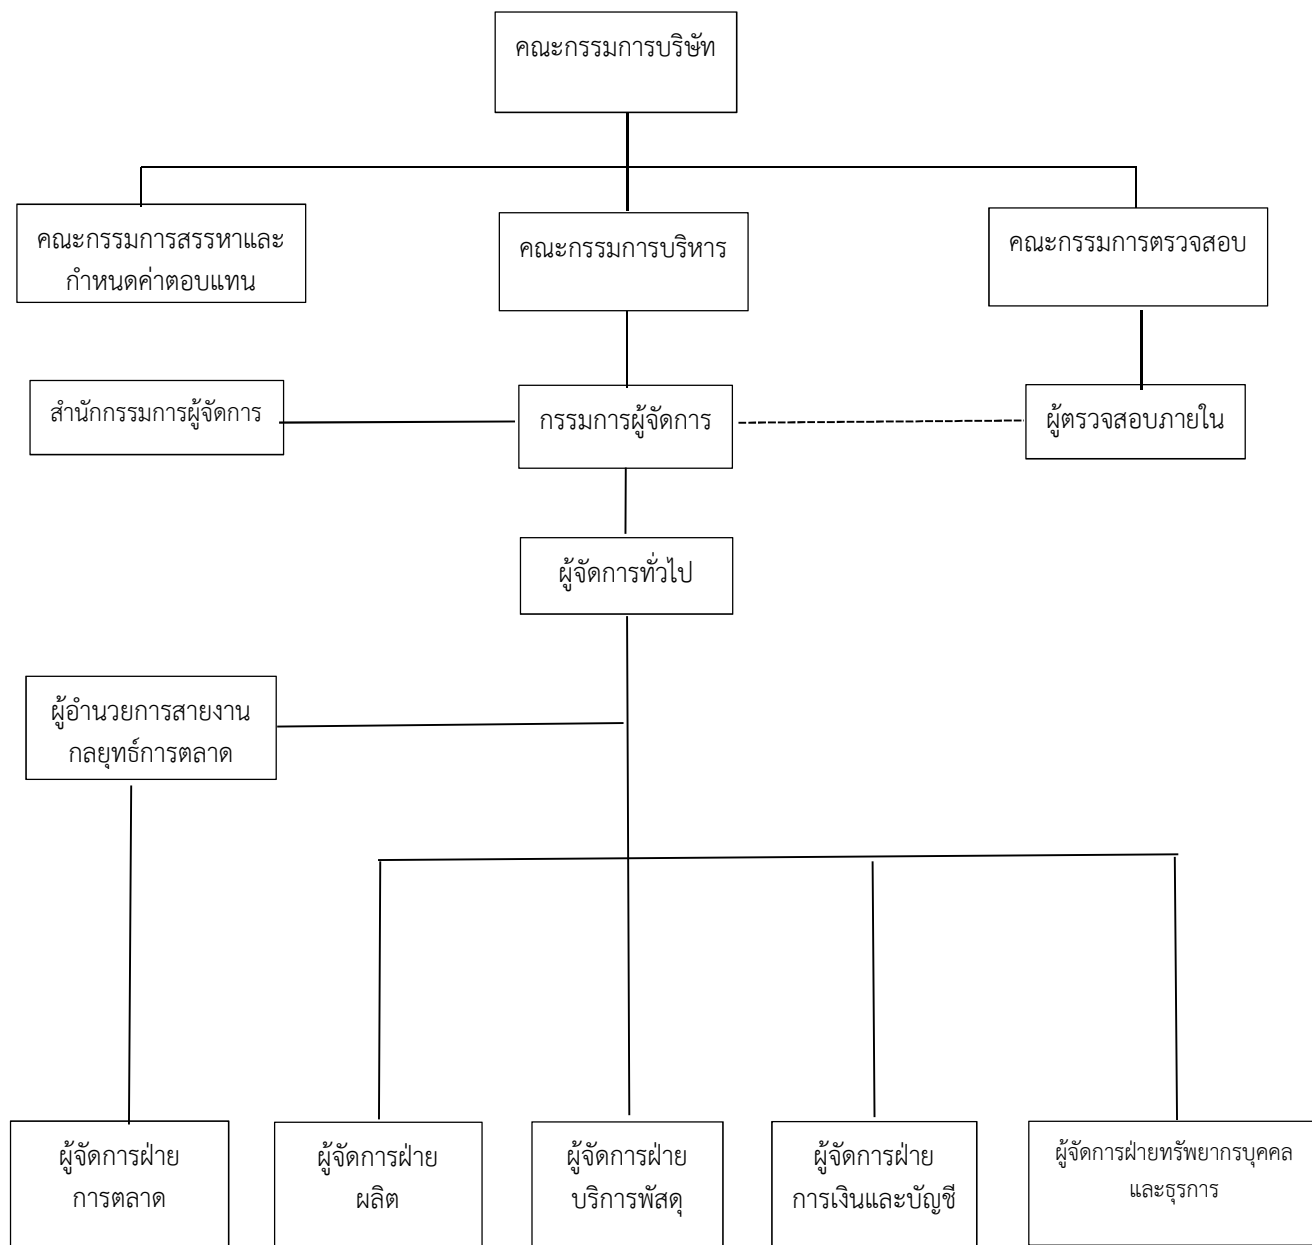 คณะกรรมการบริษัท
คณะกรรมการสรรหาและ
กำหนดค่าตอบแทน
คณะกรรมการบริหาร
คณะกรรมการตรวจสอบ
สำนักกรรมการผู้จัดการ
กรรมการผู้จัดการ
ผู้ตรวจสอบภายใน
ผู้จัดการทั่วไป
ผู้อำนวยการสายงาน
กลยุทธ์การตลาด
ผู้จัดการฝ่าย
การตลาด
ผู้จัดการฝ่าย
ผลิต
ผู้จัดการฝ่าย
บริการพัสดุ
ผู้จัดการฝ่าย
การเงินและบัญชี
ผู้จัดการฝ่ายทรัพยากรบุคคล
และธุรการ